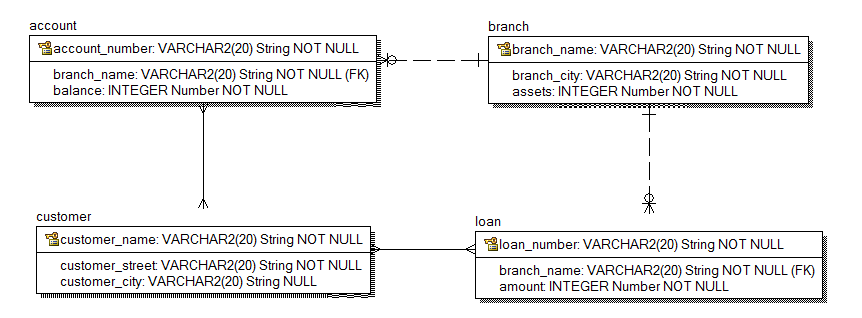 account
account_number: VARCHAR2(20) String NOT NULL
branch_name: VARCHAR2(20) String NOT NULL (FK)
balance: INTEGER Number NOT NULL
branch
branch_name: VARCHAR2(20) String NOT NULL
branch_city: VARCHAR2(20) String NOT NULL
assets: INTEGER Number NOT NULL
customer
customer_name: VARCHAR2(20) String NOT NULL
customer_street: VARCHAR2(20) String NOT NULL
customer_city: VARCHAR2(20) String NULL
loan
loan_number: VARCHAR2(20) String NOT NULL
branch_name: VARCHAR2(20) String NOT NULL (FK)
amount: INTEGER Number NOT NULL